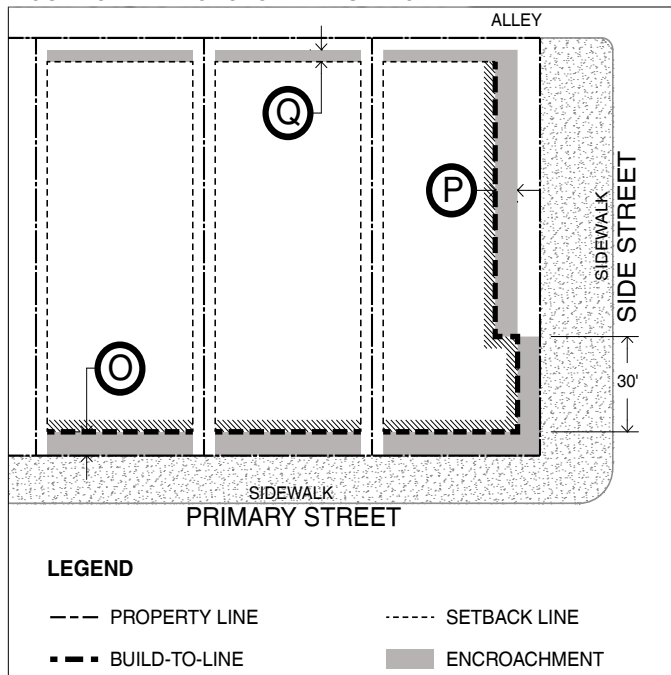 ALLEY
Q
P
SIDEWALK
SIDE STREET
O
30'
SIDEWALK
PRIMARY STREET
LEGEND
PROPERTY LINE
SETBACK LINE
BUILD-TO-LINE
ENCROACHMENT